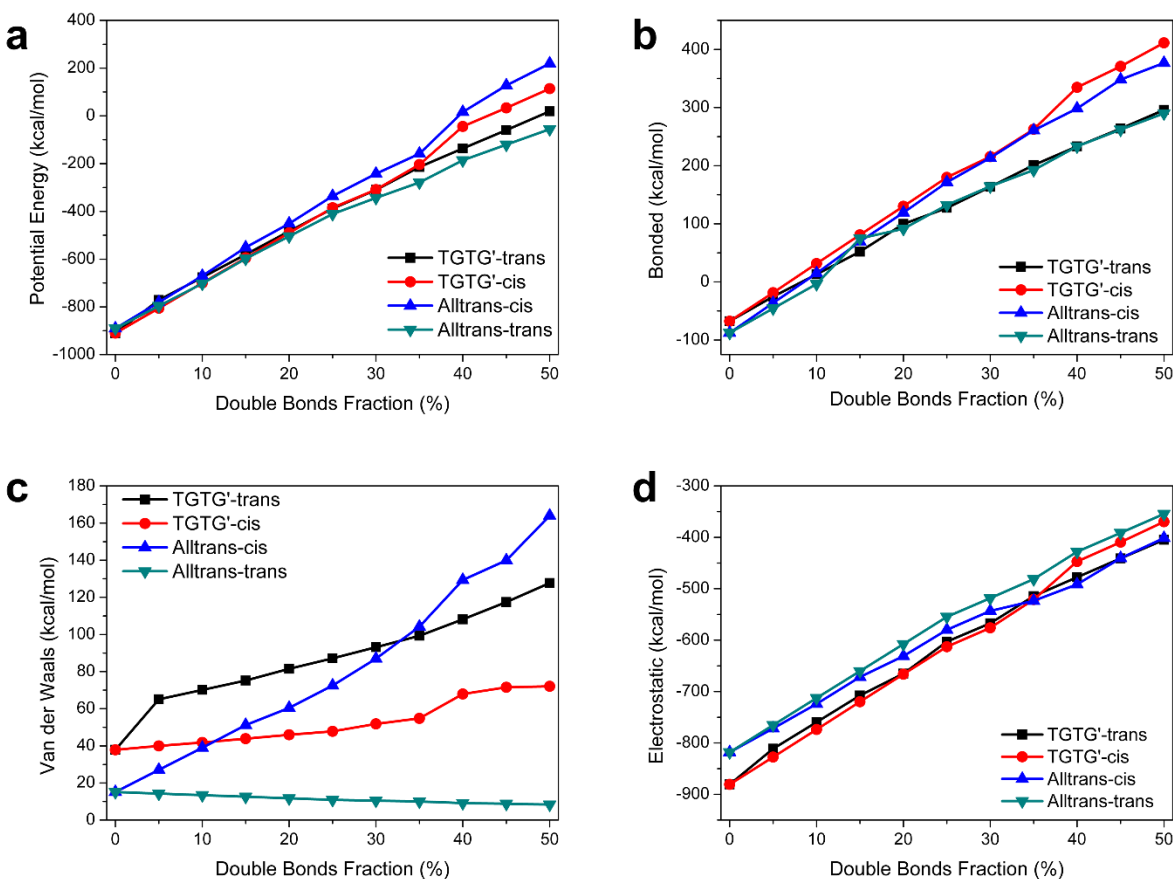 a
Potential Energy (kcal/mol)
400
200
0
-200
-400
-600
-800
-1000
TGTG'-trans
TGTG'-cis
Alltrans-cis
Alltrans-trans
0 10 20 30 40 50
Double Bonds Fraction (%)
b
Bonded (kcal/mol)
400
300
200
100
0
-100
TGTG'-trans
TGTG'-cis
Alltrans-cis
Alltrans-trans
0 10 20 30 40 50
Double Bonds Fraction (%)
c
Van der Waals (kcal/mol)
180
160
140
120
100
80
60
40
20
0
TGTG'-trans
TGTG'-cis
Alltrans-cis
Alltrans-trans
0 10 20 30 40 50
Double Bonds Fraction (%)
d
Electrostatic (kcal/mol)
-300
-400
-500
-600
-700
-800
-900
TGTG'-trans
TGTG'-cis
Alltrans-cis
Alltrans-trans
0 10 20 30 40 50
Double Bonds Fraction (%)